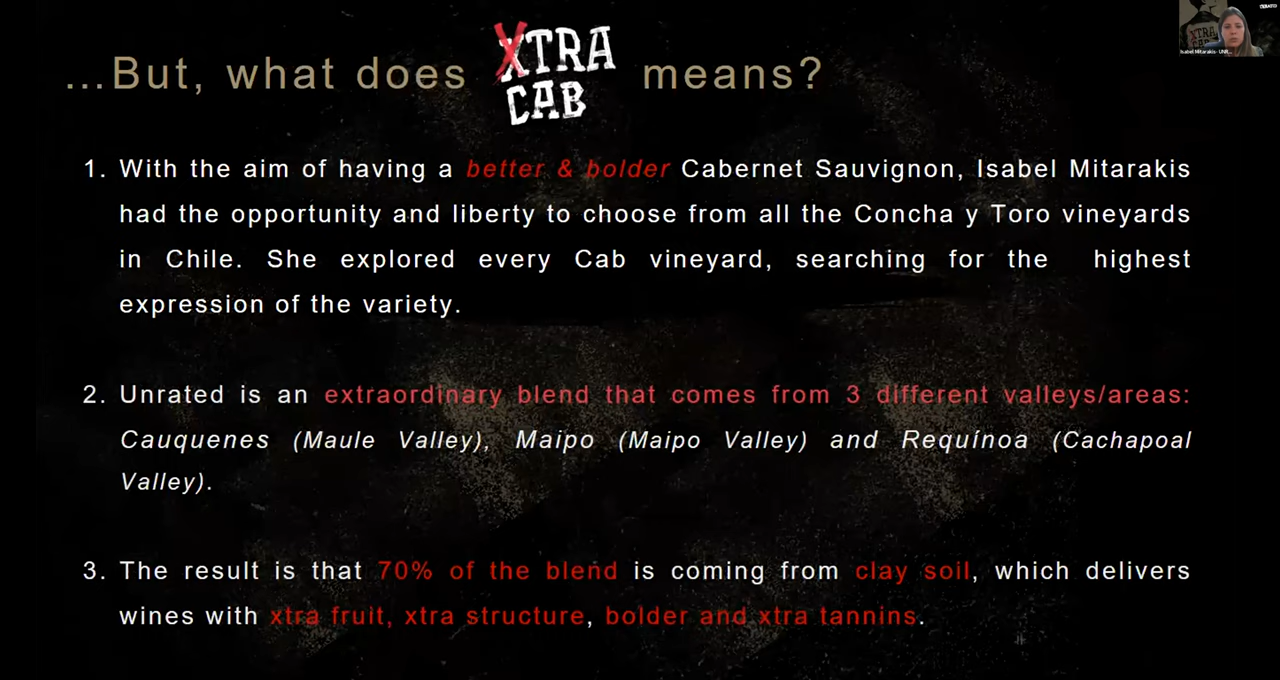 ...But, what does XTRA CAB means?
1. With the aim of having a better & bolder Cabernet Sauvignon, Isabel Mitarakis
had the opportunity and liberty to choose from all the Concha y Toro vineyards
in Chile. She explored every Cab vineyard, searching for the highest
expression of the variety.
2. Unrated is an extraordinary blend that comes from 3 different valleys/areas:
Cauquenes (Maule Valley), Maipo (Maipo Valley) and Requínoa (Cachapoal
Valley).
3. The result is that 70% of the blend is coming from clay soil, which delivers
wines with xtra fruit, xtra structure, bolder and xtra tannins.
XTRA
Isabel Mitarakis - UNR...